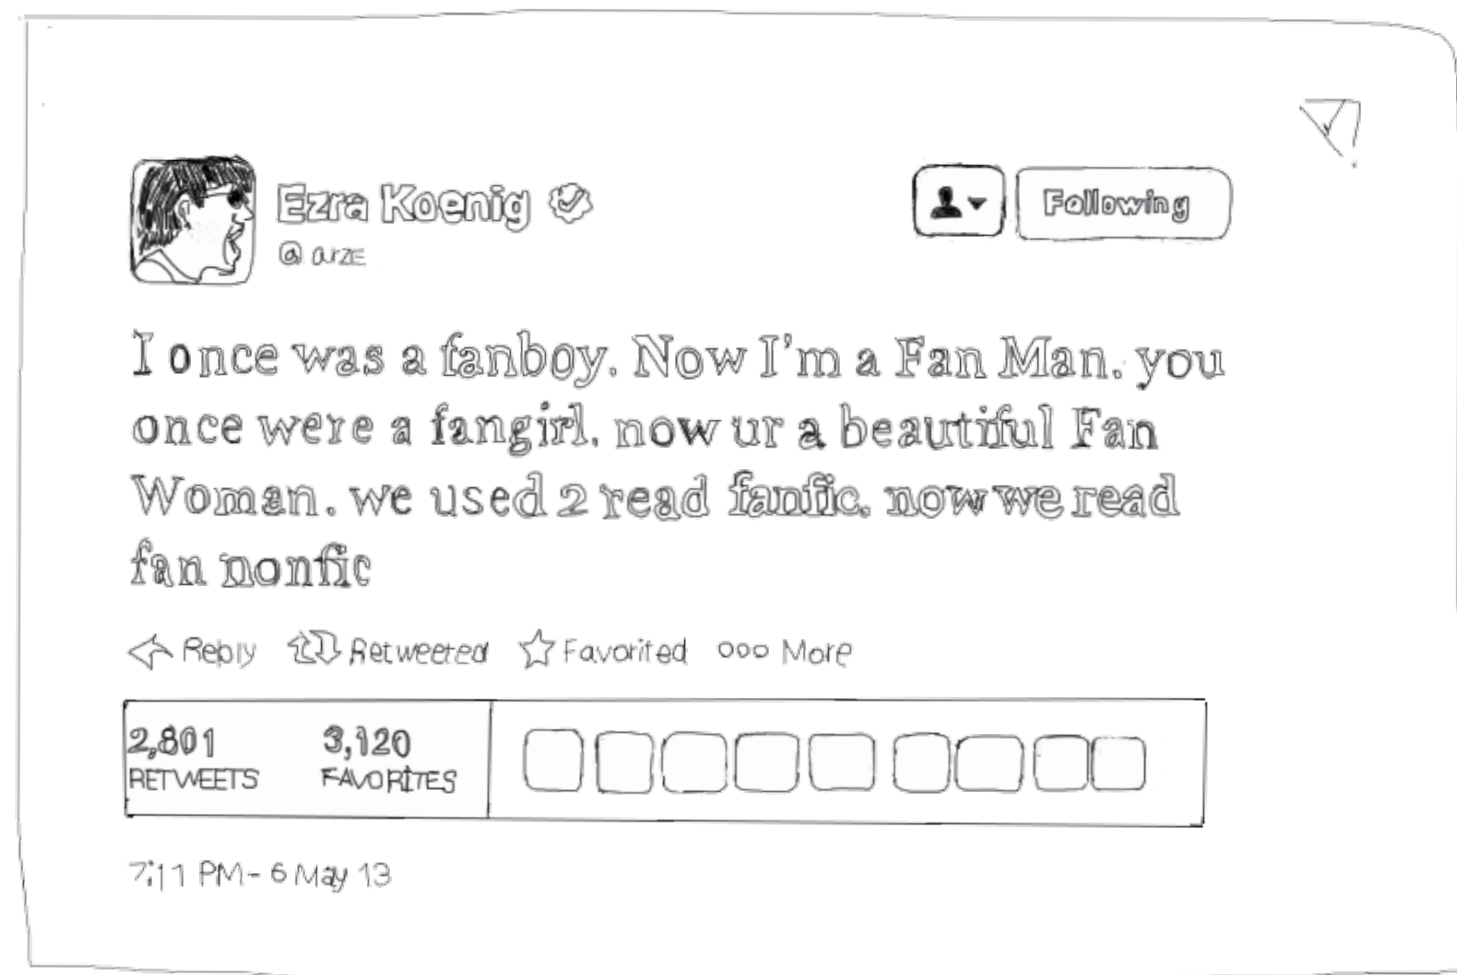 Ezra Koenig
@arzE
Following
I once was a fanboy. Now I'm a Fan Man. you
once were a fangirl. now ur a beautiful Fan
Woman. we used 2 read fanfic. now we read
fan nonfic
Reply Retweeted Favorited ooo More
2,801 3,120
RETWEETS FAVORITES
7:11 PM - 6 May 13